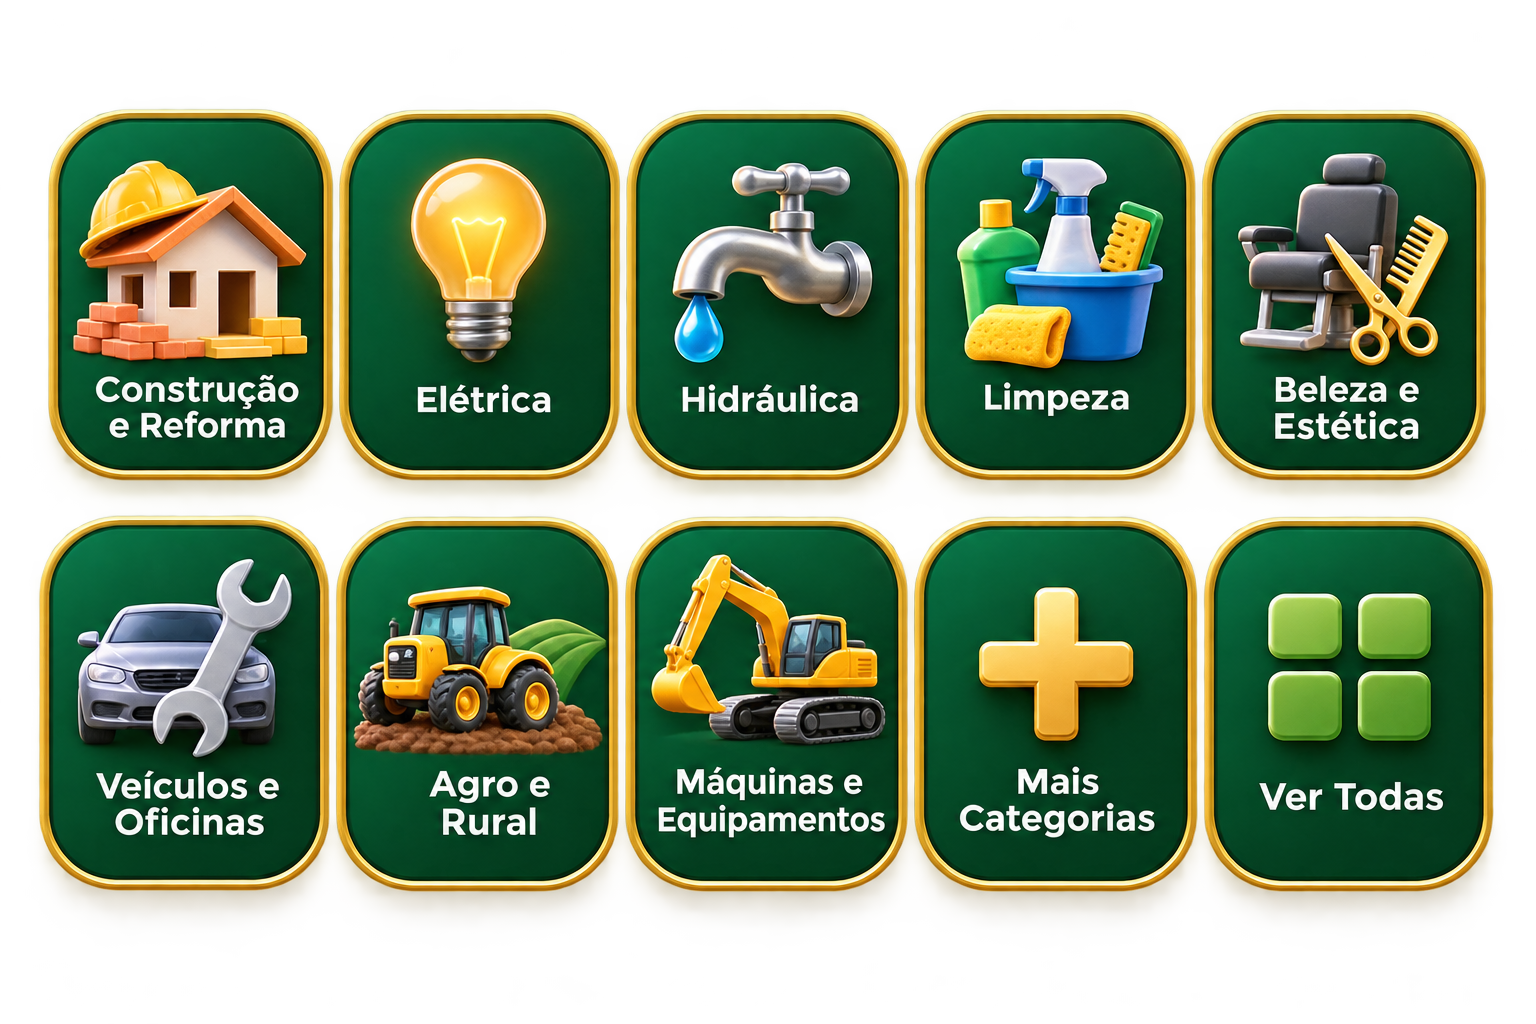 Construção
e Reforma
Elétrica
Hidráulica
Limpeza
Beleza e
Estética
Veículos e
Oficinas
Agro e
Rural
Máquinas e
Equipamentos
Mais
Categorias
Ver Todas